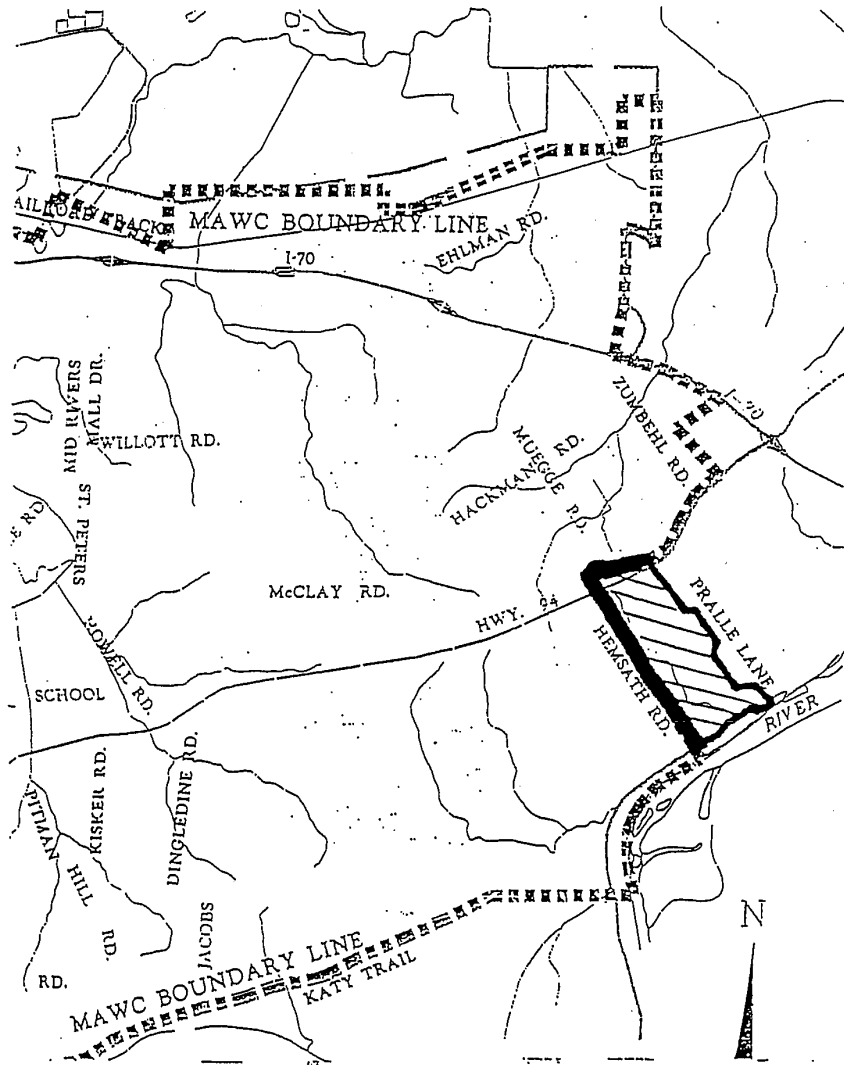 RAILROAD TRACK
MAWC BOUNDARY LINE
EHLMAN RD.
I-70
I-70
ZUMBEHL RD.
MID RIVERS
MALL DR.
WILLOTT RD.
MUEGGE RD.
HACKMANN RD.
E RD
ST. PETERS
McCLAY RD.
HWY. 94
PRALLE LANE
HEMSATH RD.
RIVER
SCHOOL
KISKER RD.
DINGLEDINE RD.
PITMAN HILL RD.
JACOBS
RD.
N
MAWC BOUNDARY LINE
KATY TRAIL